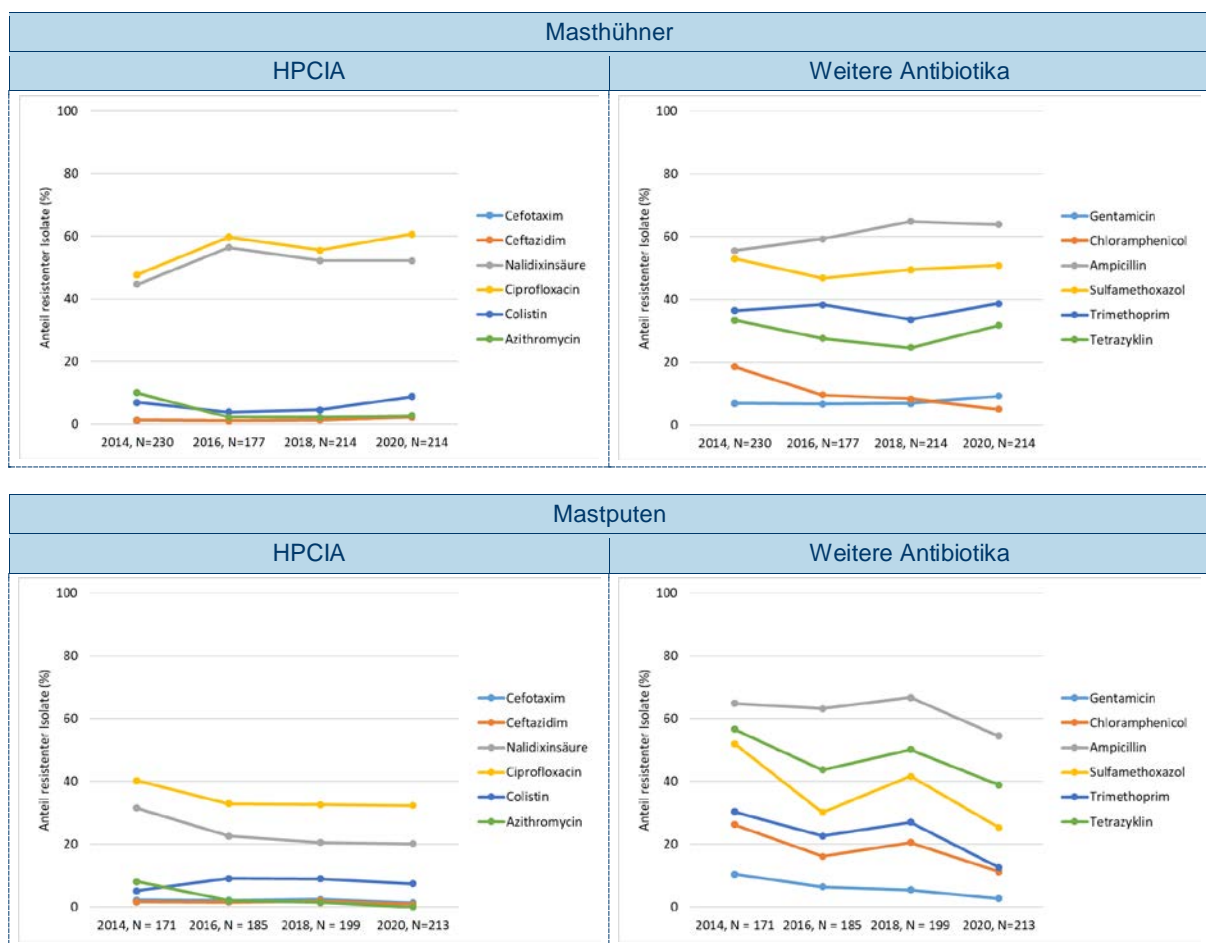 Masthühner
HPCIA
Weitere Antibiotika
Anteil resistenter Isolate (%)
100
80
60
40
20
0
2014, N=230 2016, N=177 2018, N=214 2020, N=214
Cefotaxim
Ceftazidim
Nalidixinsäure
Ciprofloxacin
Colistin
Azithromycin
Anteil resistenter Isolate (%)
100
80
60
40
20
0
2014, N=230 2016, N=177 2018, N=214 2020, N=214
Gentamicin
Chloramphenicol
Ampicillin
Sulfamethoxazol
Trimethoprim
Tetrazyklin
Mastputen
HPCIA
Weitere Antibiotika
Anteil resistenter Isolate (%)
100
80
60
40
20
0
2014, N = 171 2016, N = 185 2018, N = 199 2020, N=213
Cefotaxim
Ceftazidim
Nalidixinsäure
Ciprofloxacin
Colistin
Azithromycin
Anteil resistenter Isolate (%)
100
80
60
40
20
0
2014, N = 171 2016, N = 185 2018, N = 199 2020, N=213
Gentamicin
Chloramphenicol
Ampicillin
Sulfamethoxazol
Trimethoprim
Tetrazyklin